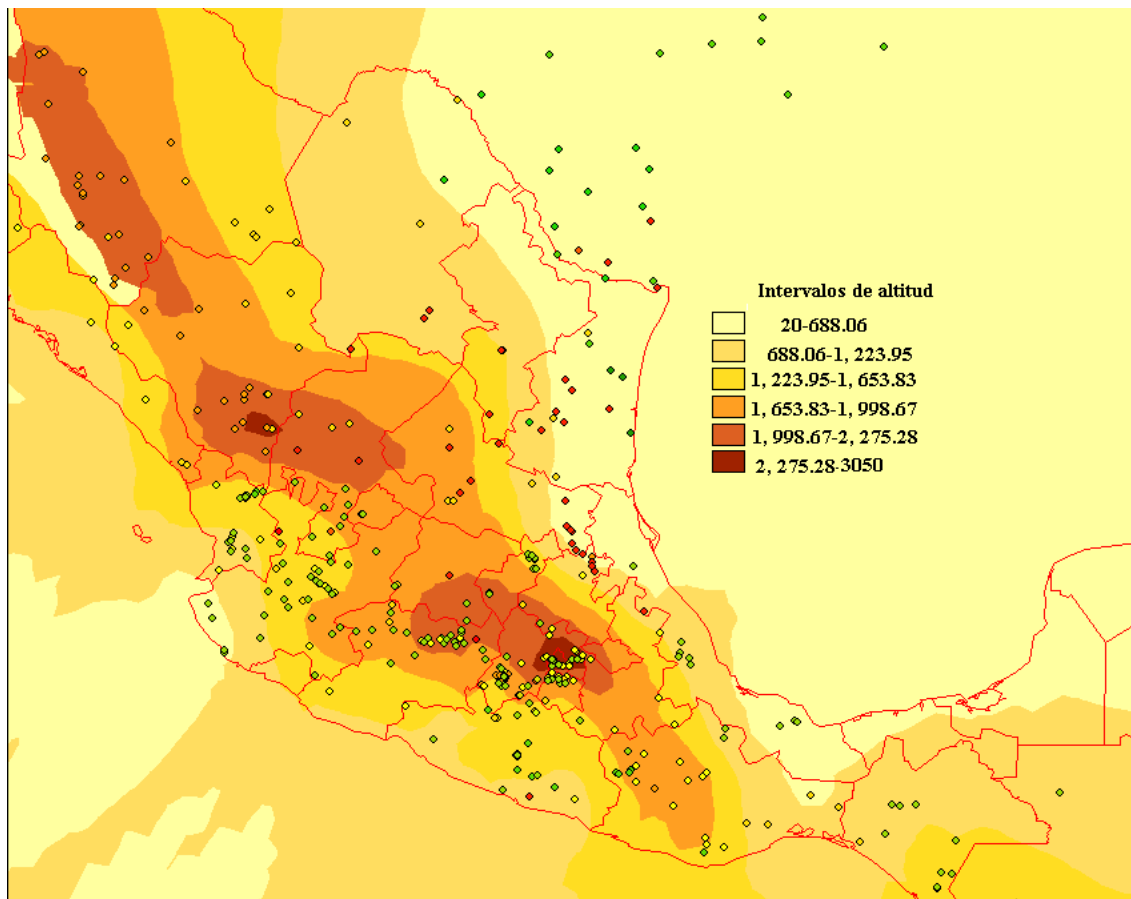 Intervalos de altitud
20-688.06
688.06-1, 223.95
1, 223.95-1, 653.83
1, 653.83-1, 998.67
1, 998.67-2, 275.28
2, 275.28-3050